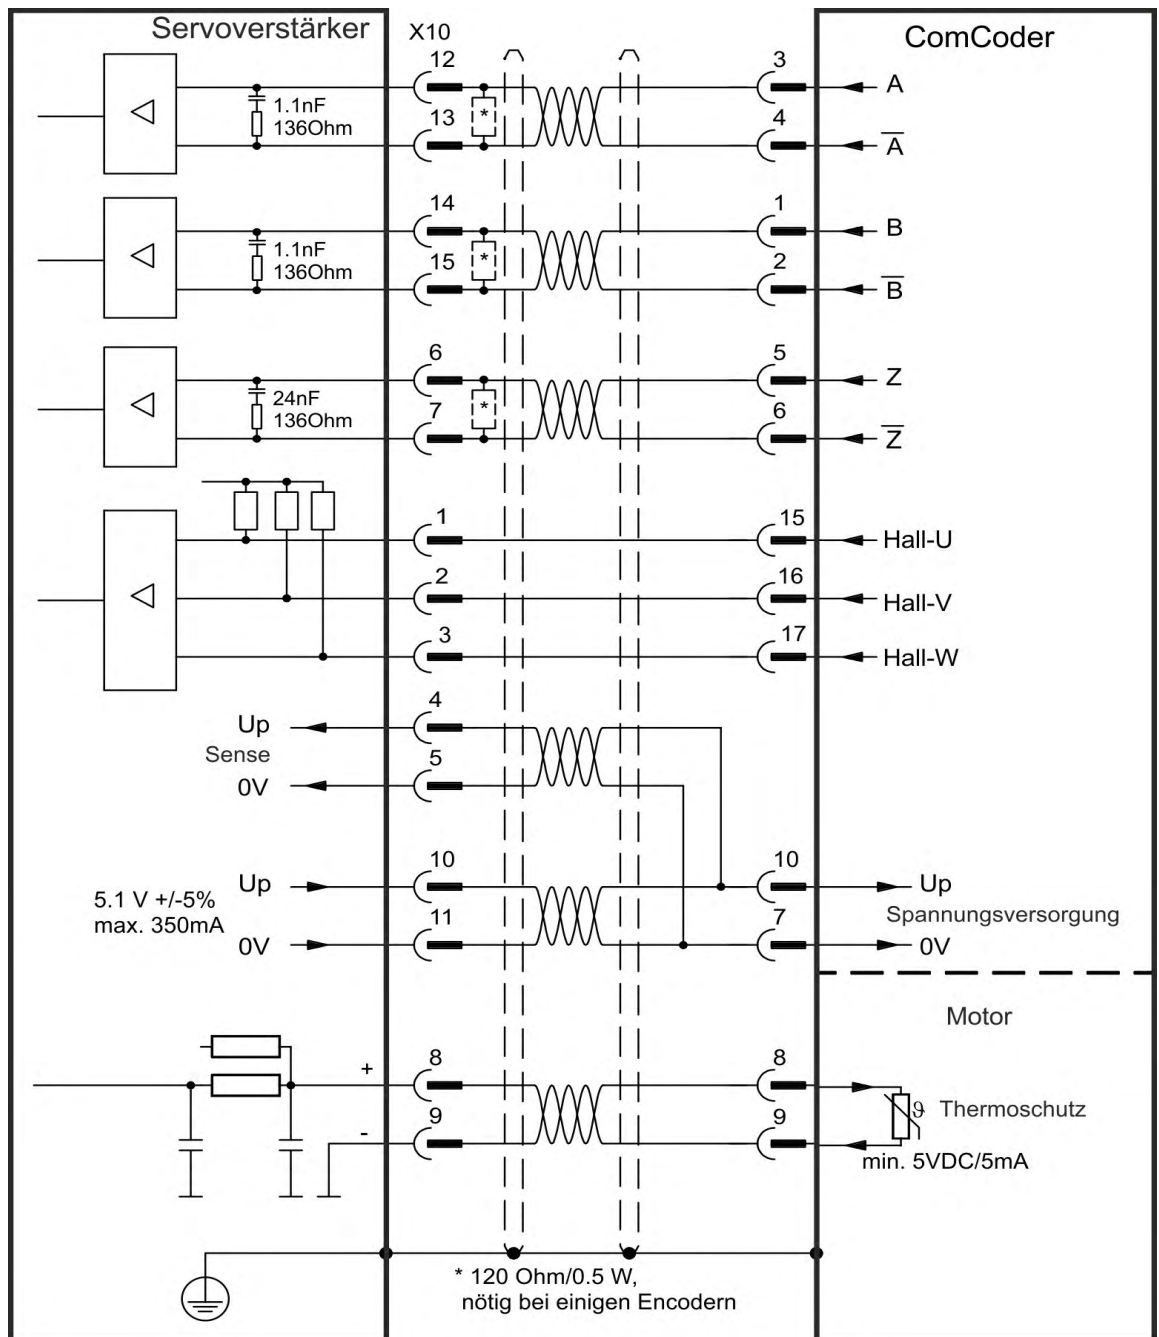 Servoverstärker
X10
ComCoder
12
3
A
1.1nF
136Ohm
*
13
4
A̅
14
1
B
1.1nF
136Ohm
*
15
2
B̅
6
5
Z
24nF
136Ohm
*
7
6
Z̅
1
15
Hall-U
2
16
Hall-V
3
17
Hall-W
4
Up
Sense
5
0V
10
10
Up
Up
5.1 V +/-5%
max. 350mA
Spannungsversorgung
11
7
0V
0V
Motor
8
8
+
9
9
-
ϑ Thermoschutz
min. 5VDC/5mA
* 120 Ohm/0.5 W,
nötig bei einigen Encodern